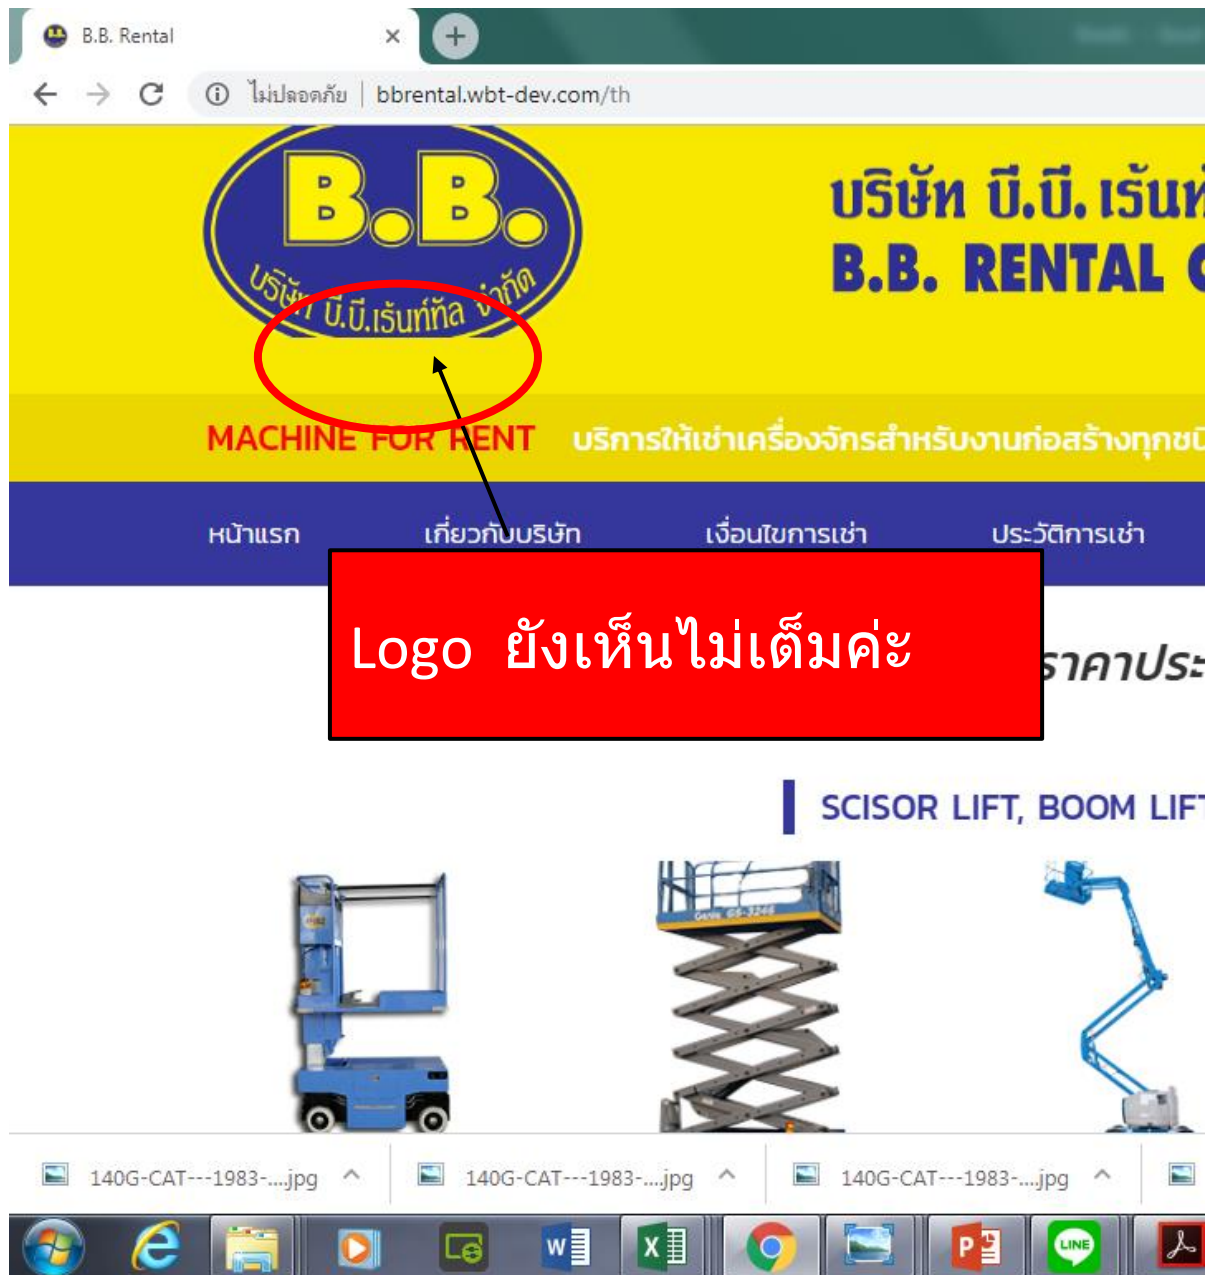 B.B. Rental
ไม่ปลอดภัย | bbrental.wbt-dev.com/th
B.B.
บริษัท บี.บี.เร้นท์ทัล จำกัด
บริษัท บี.บี. เร้นท์
B.B. RENTAL C
MACHINE FOR RENT บริการให้เช่าเครื่องจักรสำหรับงานก่อสร้างทุกชนิ
หน้าแรก เกี่ยวกับบริษัท เงื่อนไขการเช่า ประวัติการเช่า
Logo ยังเห็นไม่เต็มค่ะ
ราคาประ
SCISOR LIFT, BOOM LIFT
Genie GS-3246
140G-CAT---1983-....jpg 140G-CAT---1983-....jpg 140G-CAT---1983-....jpg
LINE